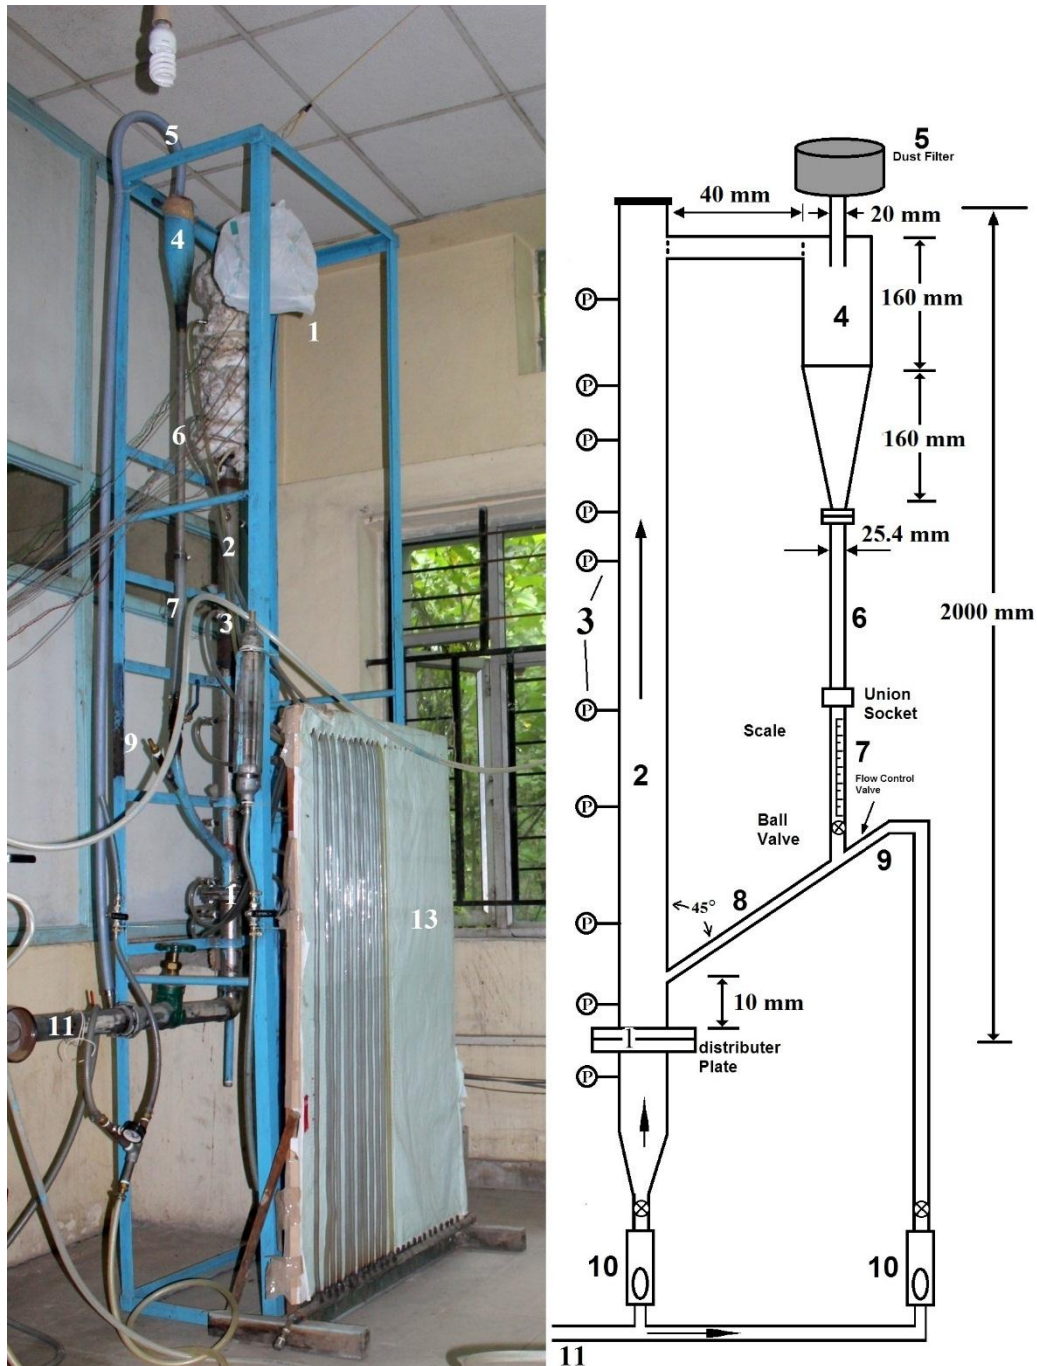 5
4
1
6
2
7
3
9
1
13
11
5
Dust Filter
40 mm
20 mm
P
4
160 mm
P
P
160 mm
P
25.4 mm
P
3
6
2000 mm
P
Union
Socket
Scale
7
2
Flow Control
Valve
P
Ball
Valve
9
8
45°
P
10 mm
P
1
distributer
Plate
P
10
10
11